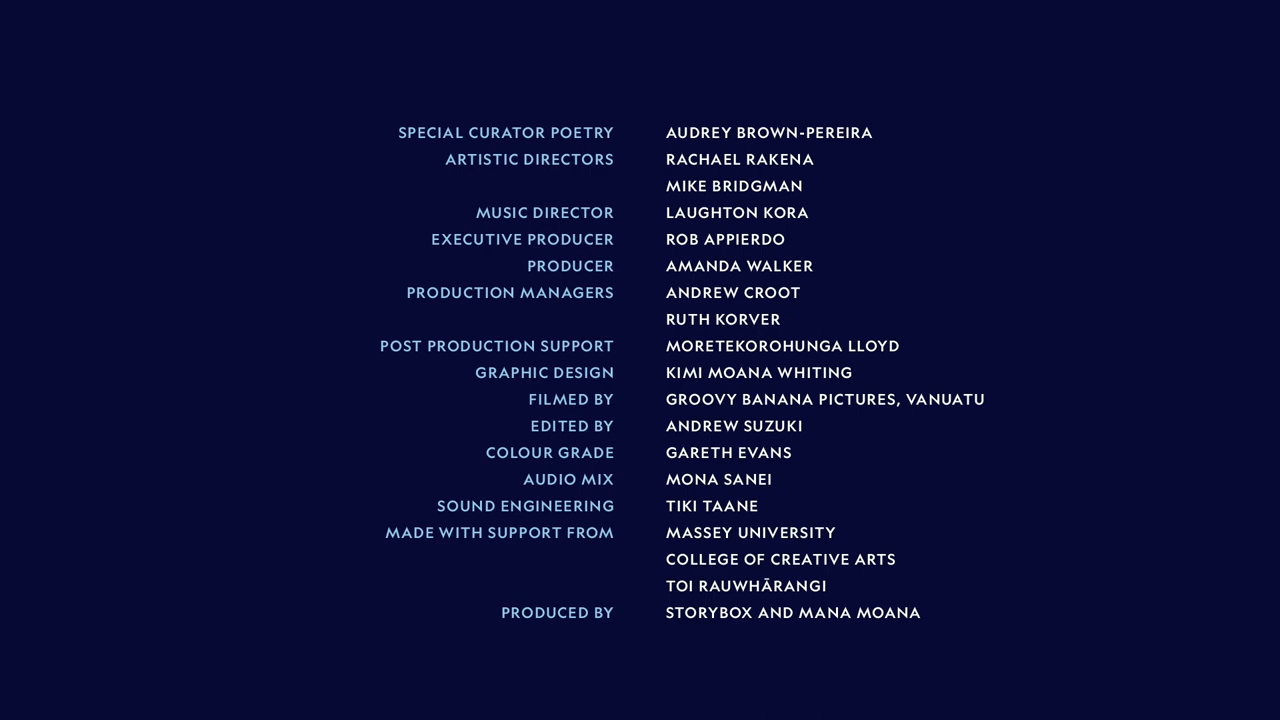 SPECIAL CURATOR POETRY AUDREY BROWN-PEREIRA
ARTISTIC DIRECTORS RACHAEL RAKENA
MIKE BRIDGMAN
MUSIC DIRECTOR LAUGHTON KORA
EXECUTIVE PRODUCER ROB APPIERDO
PRODUCER AMANDA WALKER
PRODUCTION MANAGERS ANDREW CROOT
RUTH KORVER
POST PRODUCTION SUPPORT MORETEKOROHUNGA LLOYD
GRAPHIC DESIGN KIMI MOANA WHITING
FILMED BY GROOVY BANANA PICTURES, VANUATU
EDITED BY ANDREW SUZUKI
COLOUR GRADE GARETH EVANS
AUDIO MIX MONA SANEI
SOUND ENGINEERING TIKI TAANE
MADE WITH SUPPORT FROM MASSEY UNIVERSITY
COLLEGE OF CREATIVE ARTS
TOI RAUWHĀRANGI
PRODUCED BY STORYBOX AND MANA MOANA